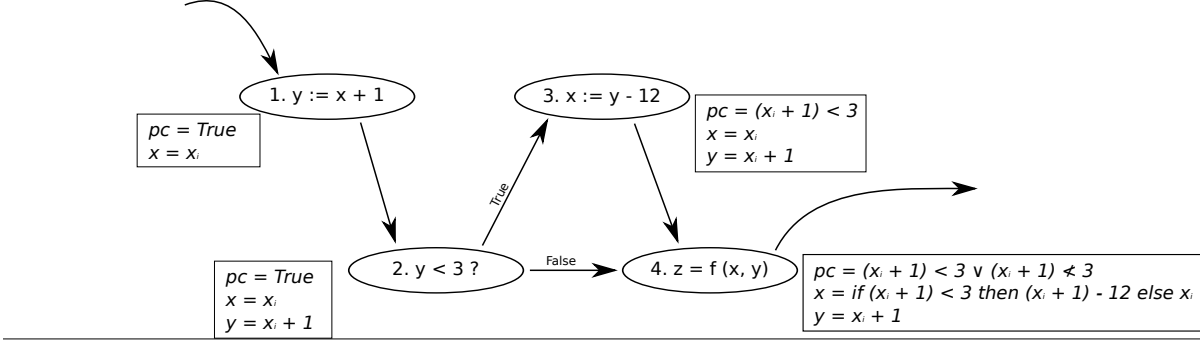 1. y := x + 1
3. x := y - 12
pc = True
x = xᵢ
pc = (xᵢ + 1) < 3
x = xᵢ
y = xᵢ + 1
True
2. y < 3 ?
False
4. z = f (x, y)
pc = True
x = xᵢ
y = xᵢ + 1
pc = (xᵢ + 1) < 3 ∨ (xᵢ + 1) ≮ 3
x = if (xᵢ + 1) < 3 then (xᵢ + 1) - 12 else xᵢ
y = xᵢ + 1